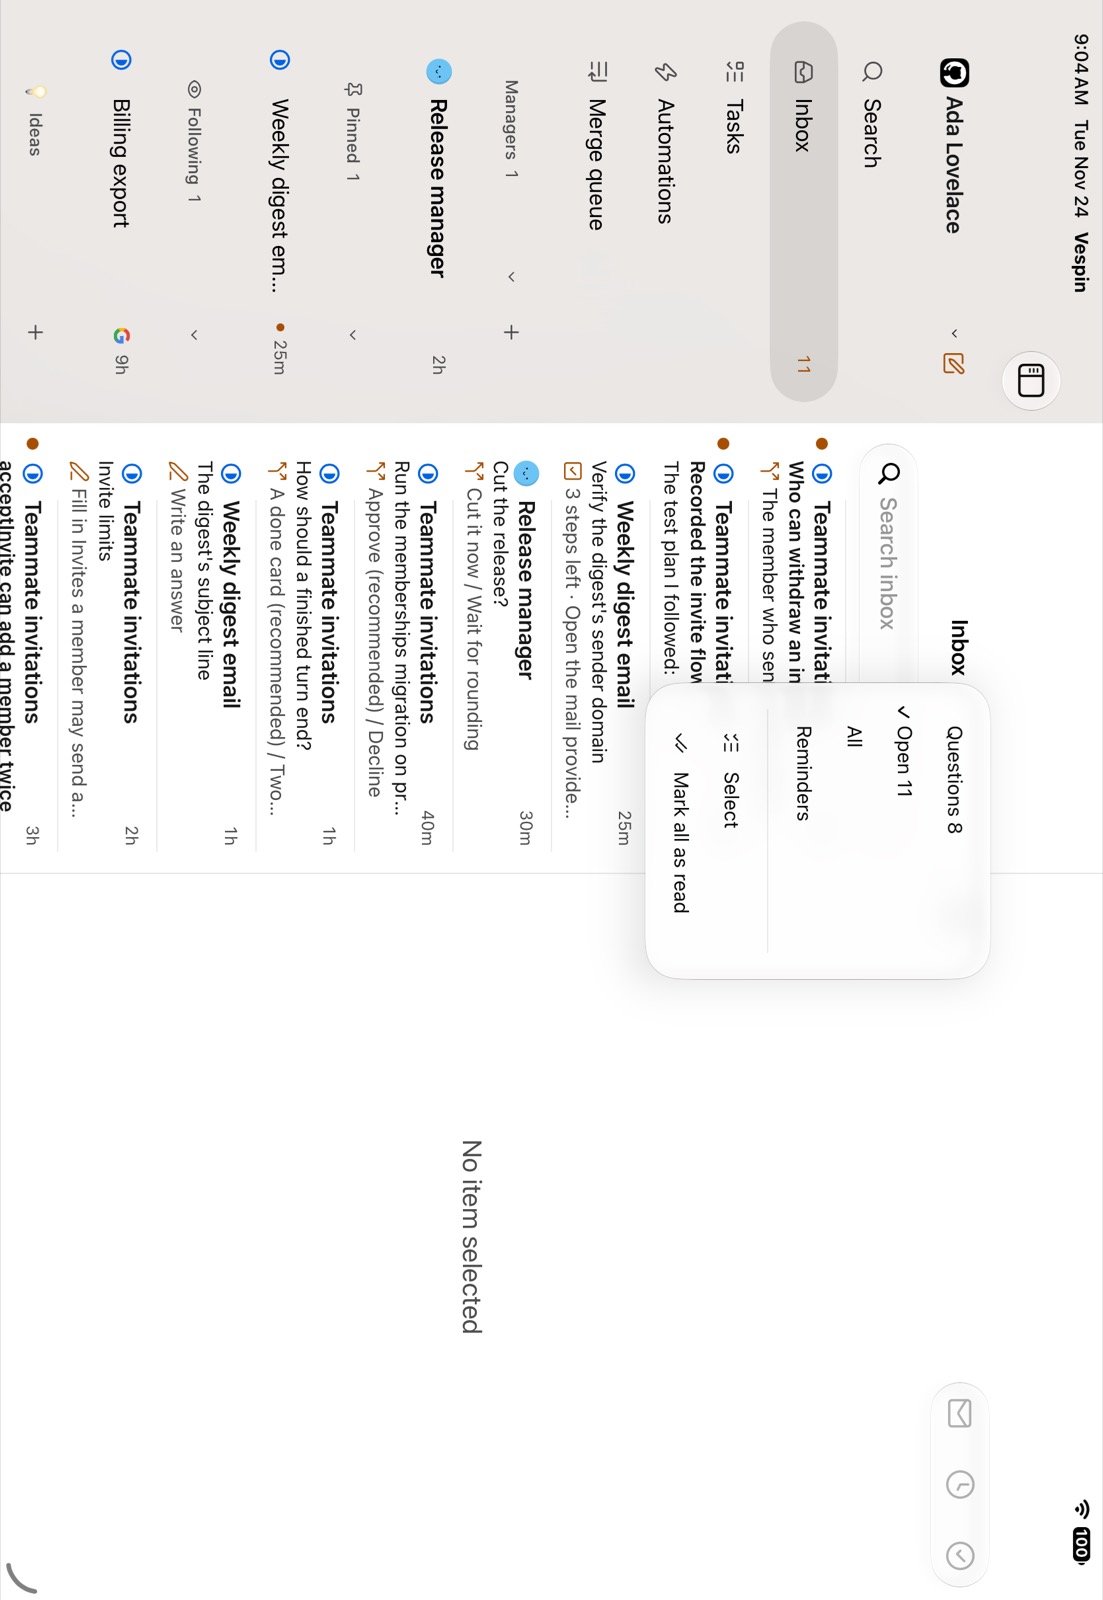 9:04 AM Tue Nov 24 Vespin
100
Ada Lovelace
Search
Inbox 11
Tasks
Automations
Merge queue
Managers 1
Release manager 2h
Pinned 1
Weekly digest em... 25m
Following 1
Billing export 9h
Ideas
Inbox
Search inbox
Questions 8
Open 11
All
Reminders
Select
Mark all as read
Teammate invitati
Who can withdraw an in
The member who sen
Teammate invitati
Recorded the invite flow
The test plan I followed:
Weekly digest email 25m
Verify the digest's sender domain
3 steps left · Open the mail provide...
Release manager 30m
Cut the release?
Cut it now / Wait for rounding
Teammate invitations 40m
Run the memberships migration on pr...
Approve (recommended) / Decline
Teammate invitations 1h
How should a finished turn end?
A done card (recommended) / Two...
Weekly digest email 1h
The digest's subject line
Write an answer
Teammate invitations 2h
Invite limits
Fill in Invites a member may send a...
Teammate invitations 3h
acceptInvite can add a member twice
No item selected